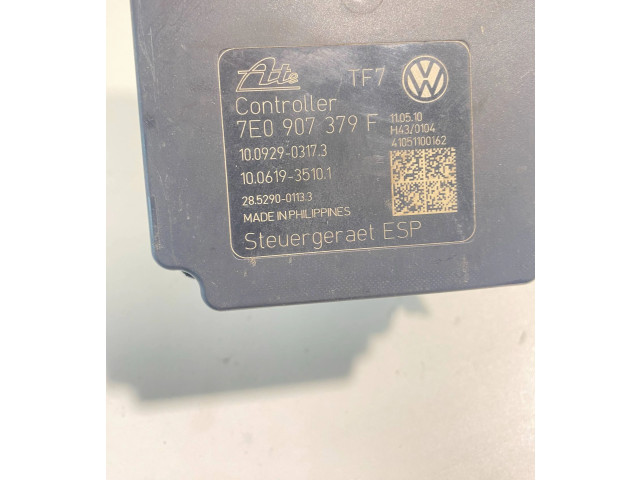 Ate TF7 VW
Controller
7E0 907 379 F 11.05.10
H43/0104
10.0929-0317.3 41051100162
10.0619-3510.1
28.5290-0113.3
MADE IN PHILIPPINES
Steuergeraet ESP